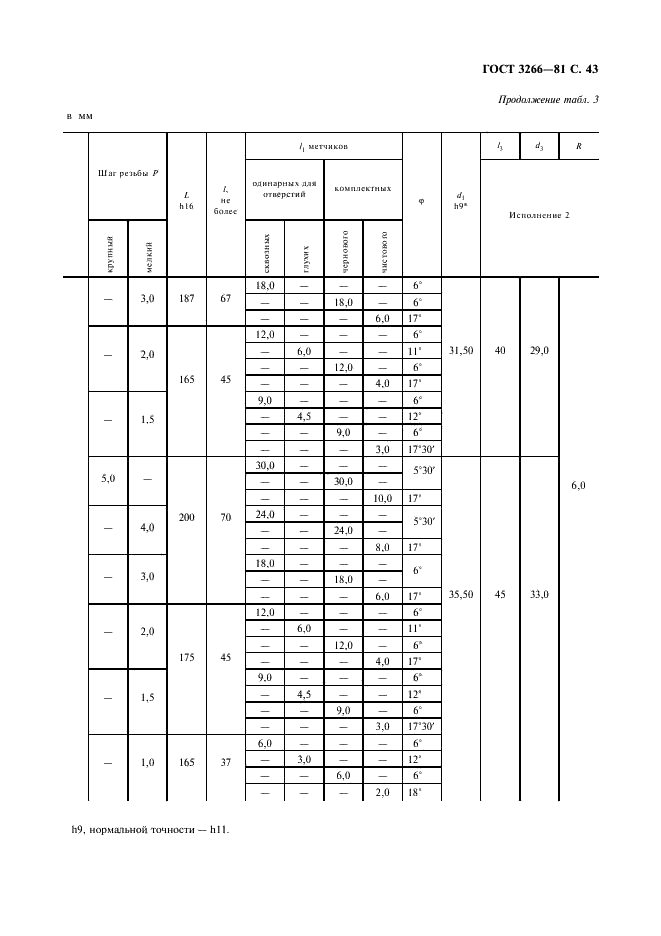 ГОСТ 3266—81 С. 43
Продолжение табл. 3
в мм
Шаг резьбы P
L h16
l, не более
l₁ метчиков
φ
d₁ h9*
l₃
d₃
R
одинарных для отверстий
комплектных
Исполнение 2
крупный
мелкий
сквозных
глухих
чернового
чистового
— 3,0 187 67 18,0 — — — 6° 31,50 40 29,0 6,0
— — 18,0 — 6°
— — — 6,0 17°
— 2,0 165 45 12,0 — — — 6°
— 6,0 — — 11°
— — 12,0 — 6°
— — — 4,0 17°
— 1,5 9,0 — — — 6°
— 4,5 — — 12°
— — 9,0 — 6°
— — — 3,0 17°30′
5,0 — 200 70 30,0 — — — 5°30′ 35,50 45 33,0
— — 30,0 —
— — — 10,0 17°
— 4,0 24,0 — — — 5°30′
— — 24,0 —
— — — 8,0 17°
— 3,0 18,0 — — — 6°
— — 18,0 —
— — — 6,0 17°
— 2,0 175 45 12,0 — — — 6°
— 6,0 — — 11°
— — 12,0 — 6°
— — — 4,0 17°
— 1,5 9,0 — — — 6°
— 4,5 — — 12°
— — 9,0 — 6°
— — — 3,0 17°30′
— 1,0 165 37 6,0 — — — 6°
— 3,0 — — 12°
— — 6,0 — 6°
— — — 2,0 18°
h9, нормальной точности — h11.